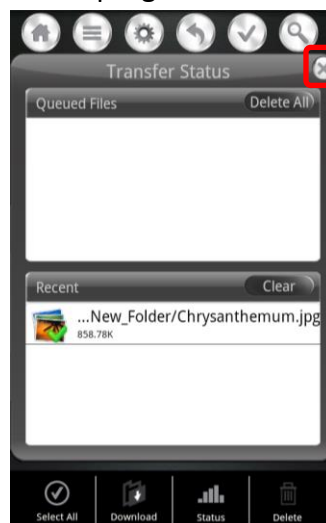 Transfer Status
Queued Files Delete All
Recent Clear
...New_Folder/Chrysanthemum.jpg
858.78K
Select All Download Status Delete